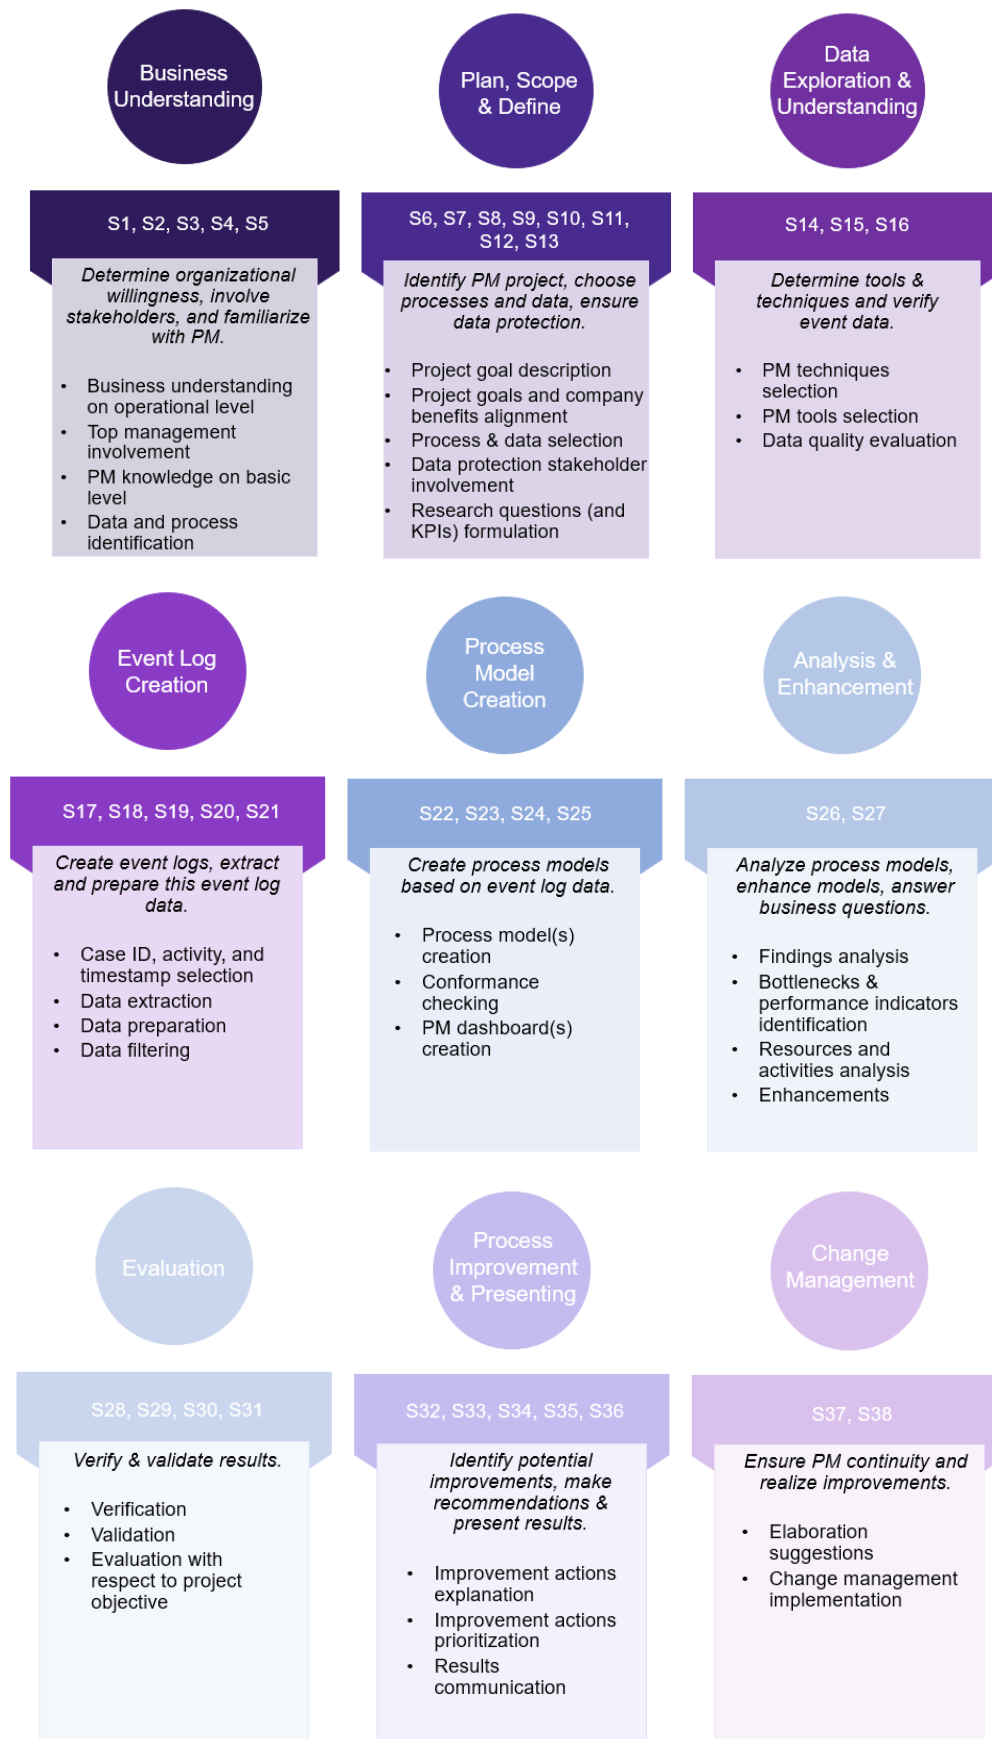 Business
Understanding
S1, S2, S3, S4, S5
Determine organizational
willingness, involve
stakeholders, and familiarize
with PM.
• Business understanding
on operational level
• Top management
involvement
• PM knowledge on basic
level
• Data and process
identification
Plan, Scope
& Define
S6, S7, S8, S9, S10, S11,
S12, S13
Identify PM project, choose
processes and data, ensure
data protection.
• Project goal description
• Project goals and company
benefits alignment
• Process & data selection
• Data protection stakeholder
involvement
• Research questions (and
KPIs) formulation
Data
Exploration &
Understanding
S14, S15, S16
Determine tools &
techniques and verify
event data.
• PM techniques
selection
• PM tools selection
• Data quality evaluation
Event Log
Creation
S17, S18, S19, S20, S21
Create event logs, extract
and prepare this event log
data.
• Case ID, activity, and
timestamp selection
• Data extraction
• Data preparation
• Data filtering
Process
Model
Creation
S22, S23, S24, S25
Create process models
based on event log data.
• Process model(s)
creation
• Conformance
checking
• PM dashboard(s)
creation
Analysis &
Enhancement
S26, S27
Analyze process models,
enhance models, answer
business questions.
• Findings analysis
• Bottlenecks &
performance indicators
identification
• Resources and
activities analysis
• Enhancements
Evaluation
S28, S29, S30, S31
Verify & validate results.
• Verification
• Validation
• Evaluation with
respect to project
objective
Process
Improvement
& Presenting
S32, S33, S34, S35, S36
Identify potential
improvements, make
recommendations &
present results.
• Improvement actions
explanation
• Improvement actions
prioritization
• Results
communication
Change
Management
S37, S38
Ensure PM continuity and
realize improvements.
• Elaboration
suggestions
• Change management
implementation